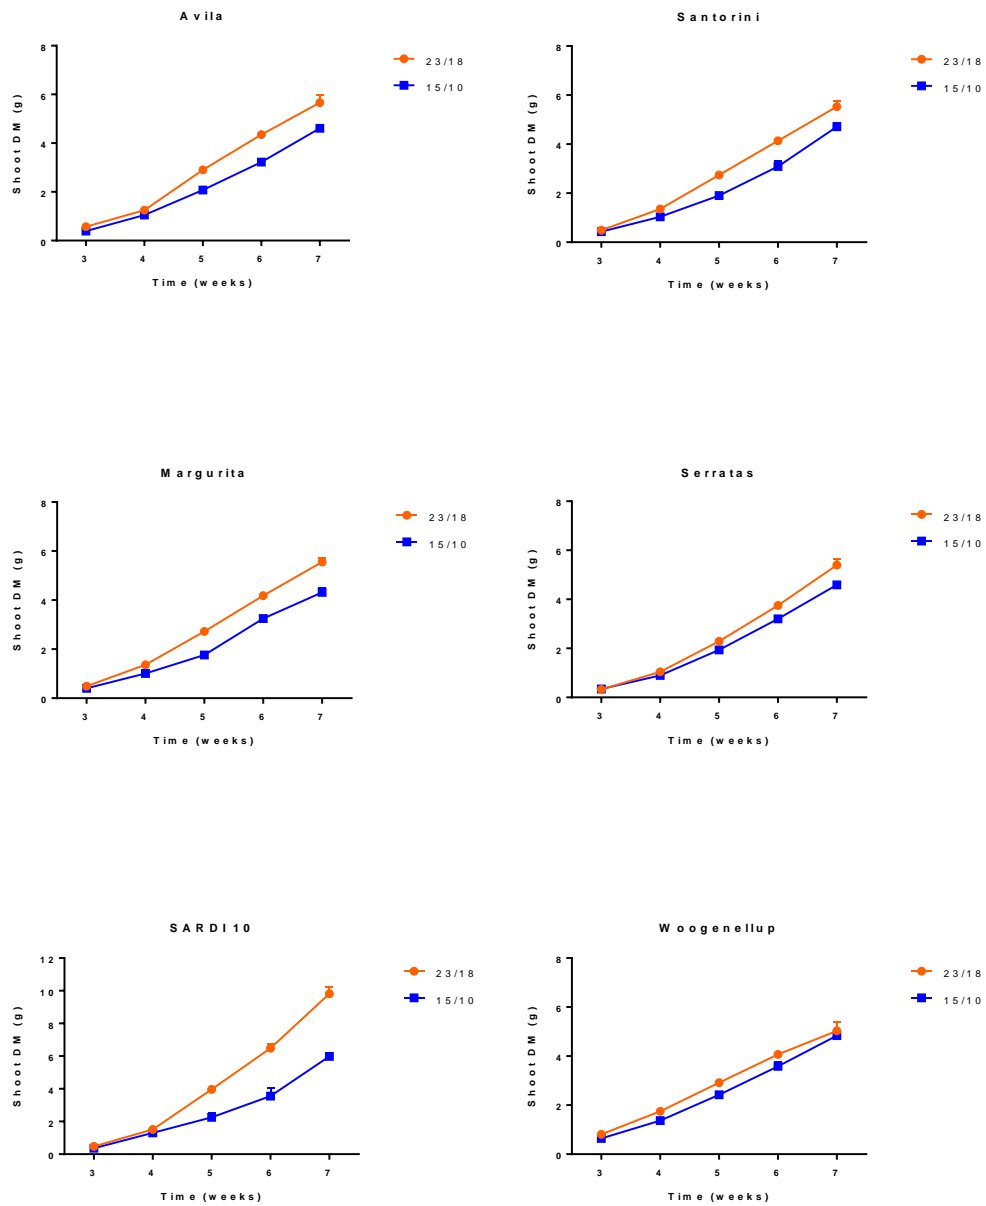 Avila
8
6
4
2
0
Shoot DM (g)
3 4 5 6 7
Time (weeks)
23/18
15/10
Santorini
8
6
4
2
0
Shoot DM (g)
3 4 5 6 7
Time (weeks)
23/18
15/10
Margurita
8
6
4
2
0
Shoot DM (g)
3 4 5 6 7
Time (weeks)
23/18
15/10
Serratas
8
6
4
2
0
Shoot DM (g)
3 4 5 6 7
Time (weeks)
23/18
15/10
SARDI 10
12
10
8
6
4
2
0
Shoot DM (g)
3 4 5 6 7
Time (weeks)
23/18
15/10
Woogenellup
8
6
4
2
0
Shoot DM (g)
3 4 5 6 7
Time (weeks)
23/18
15/10